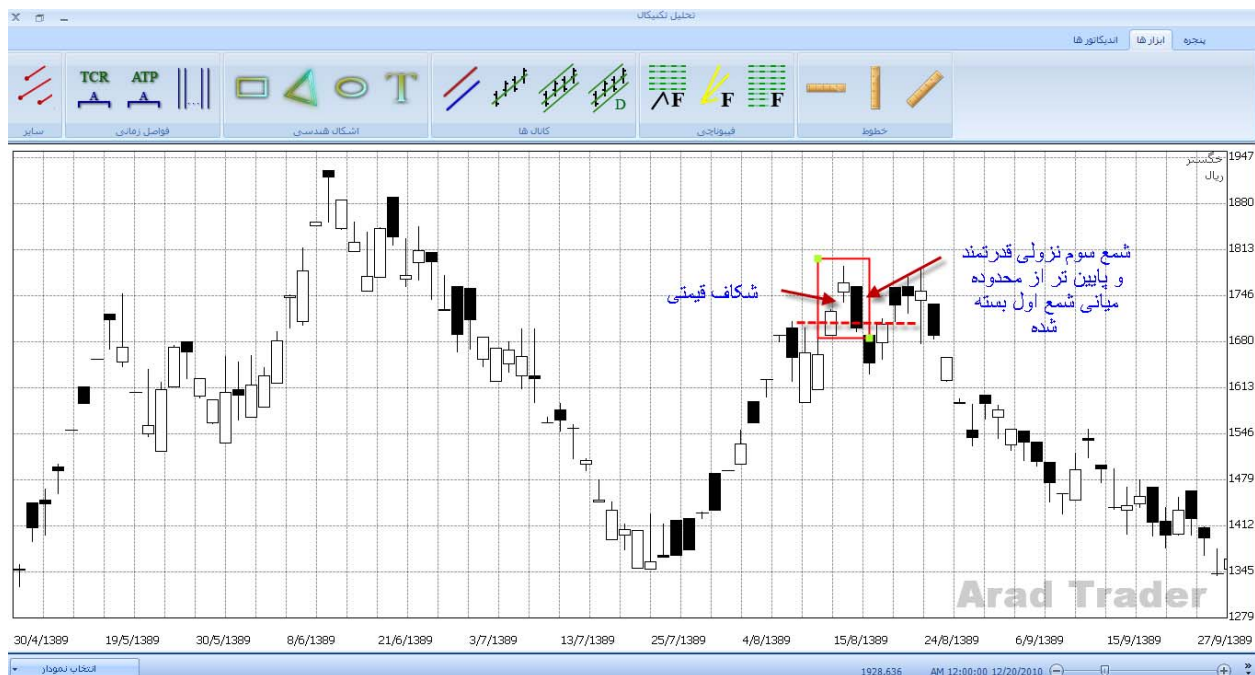 تحلیل تکنیکال
پنجره
ابزار ها
اندیکاتور ها
TCR
A
ATP
A
...
T
D
F
F
F
سایر
فواصل زمانی
اشکال هندسی
کانال ها
فیبوناچی
خطوط
خگستر
ریال
1947
1880
1813
1746
1680
1613
1546
1479
1412
1345
1279
شمع سوم نزولی قدرتمند
و پایین تر از محدوده
میانی شمع اول بسته
شده
شکاف قیمتی
Arad Trader
30/4/1389
19/5/1389
30/5/1389
8/6/1389
21/6/1389
3/7/1389
13/7/1389
25/7/1389
4/8/1389
15/8/1389
24/8/1389
6/9/1389
15/9/1389
27/9/1389
انتخاب نمودار
1928.636
AM 12:00:00 12/20/2010